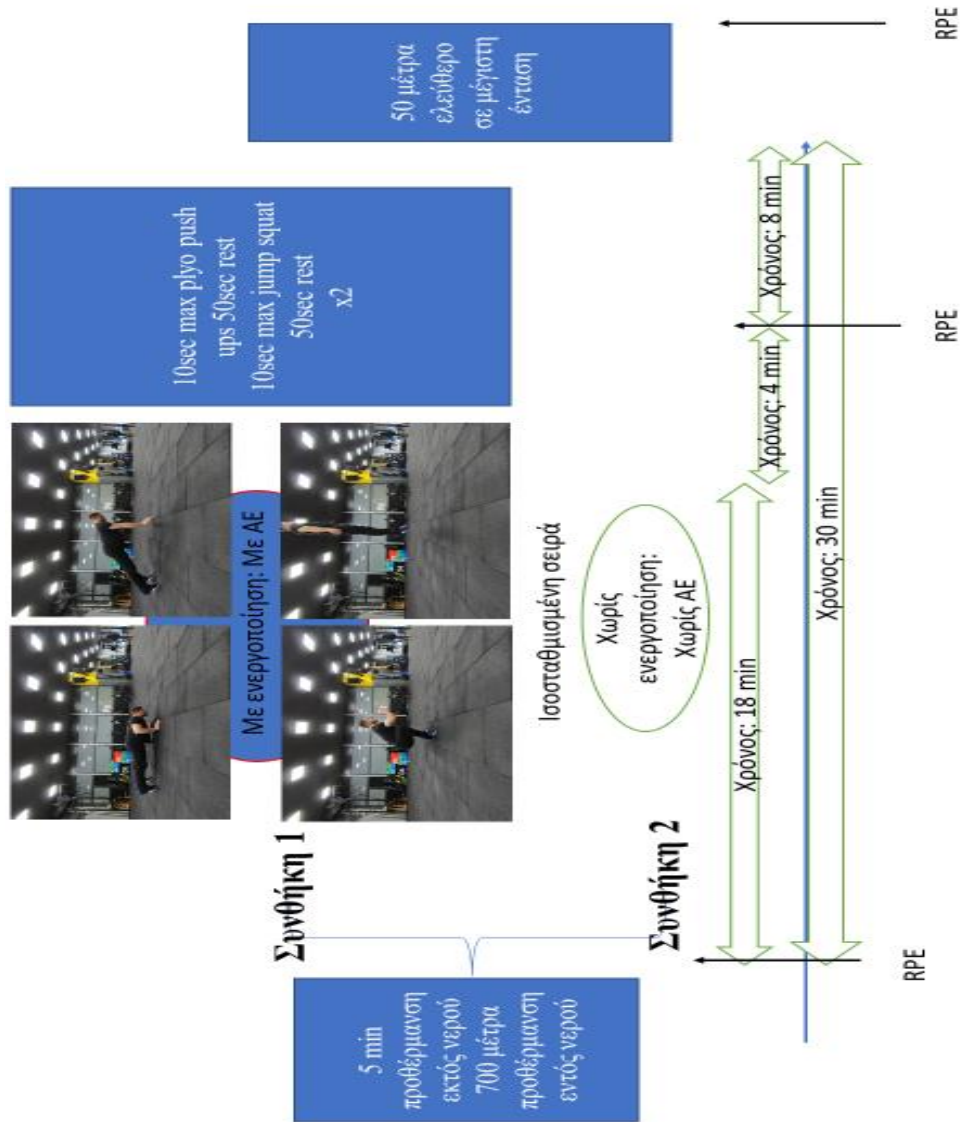 5 min
προθέρμανση
εκτός νερού
700 μέτρα
προθέρμανση
εντός νερού
Συνθήκη 1
Συνθήκη 2
Με ενεργοποίηση: Με ΑΕ
Ισοσταθμισμένη σειρά
Χωρίς
ενεργοποίηση:
Χωρίς ΑΕ
10sec max plyo push
ups 50sec rest
10sec max jump squat
50sec rest
x2
50 μέτρα
ελεύθερο
σε μέγιστη
ένταση
Χρόνος: 18 min
Χρόνος: 4 min
Χρόνος: 8 min
Χρόνος: 30 min
RPE
RPE
RPE